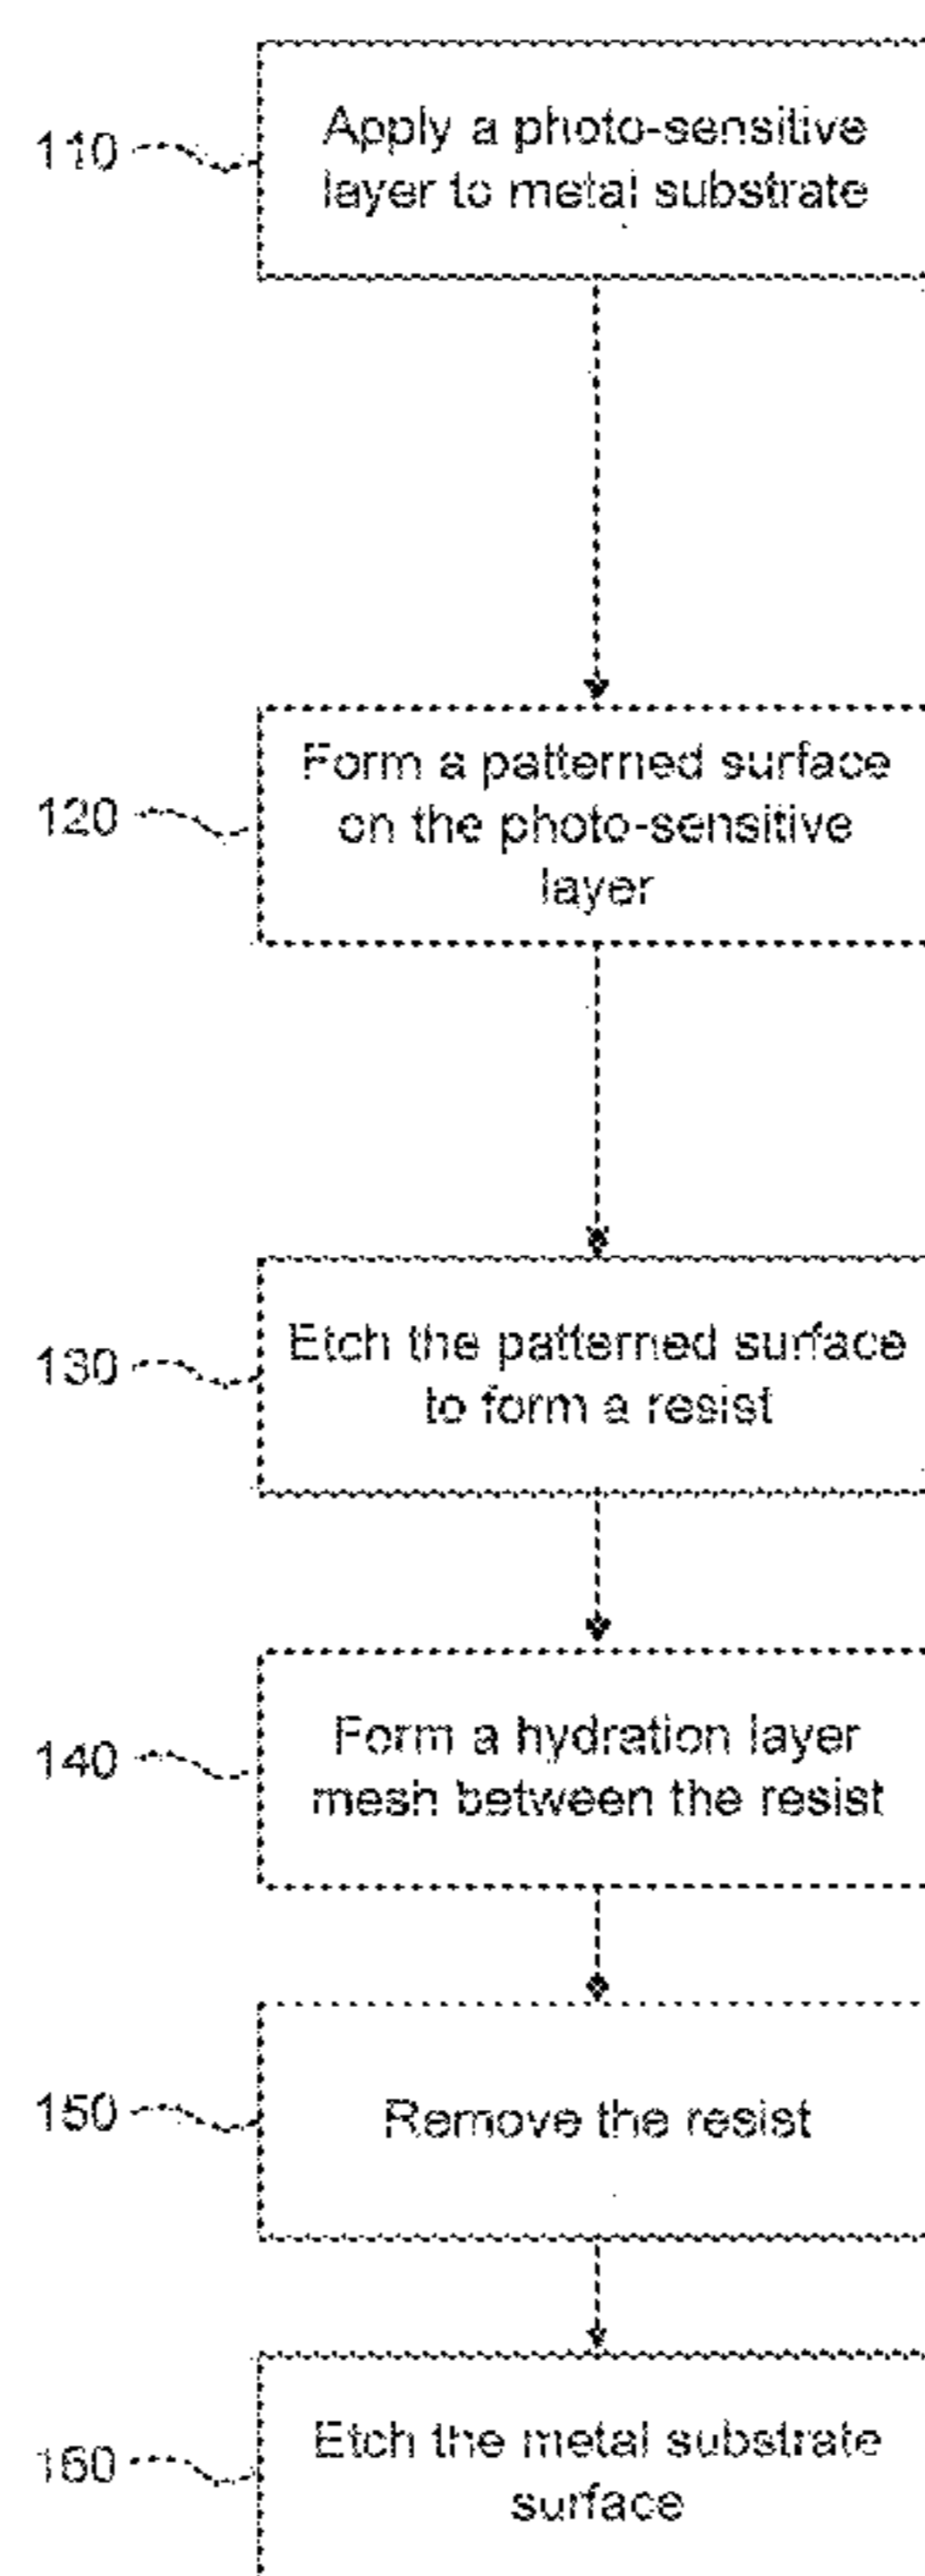 110
Apply a photo-sensitive
layer to metal substrate
120
Form a patterned surface
on the photo-sensitive
layer
130
Etch the patterned surface
to form a resist
140
Form a hydration layer
mesh between the resist
150
Remove the resist
160
Etch the metal substrate
surface